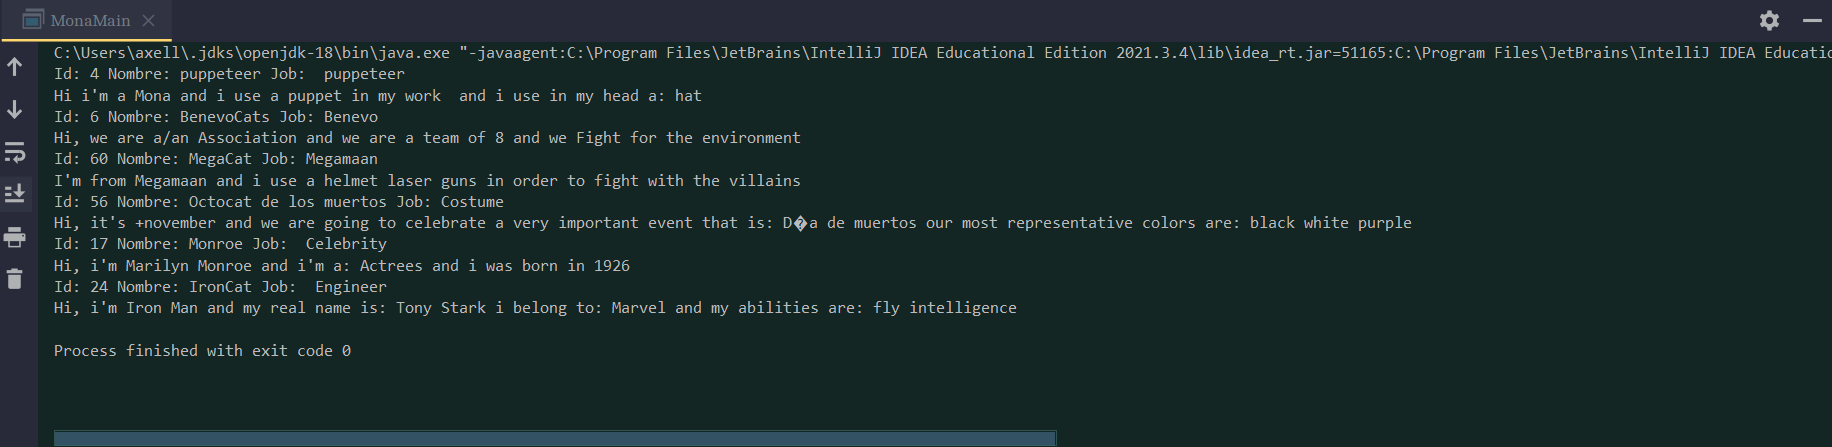 MonaMain
C:\Users\axell\.jdks\openjdk-18\bin\java.exe "-javaagent:C:\Program Files\JetBrains\IntelliJ IDEA Educational Edition 2021.3.4\lib\idea_rt.jar=51165:C:\Program Files\JetBrains\IntelliJ IDEA Educatio
Id: 4 Nombre: puppeteer Job:  puppeteer
Hi i'm a Mona and i use a puppet in my work  and i use in my head a: hat
Id: 6 Nombre: BenevoCats Job: Benevo
Hi, we are a/an Association and we are a team of 8 and we Fight for the environment
Id: 60 Nombre: MegaCat Job: Megamaan
I'm from Megamaan and i use a helmet laser guns in order to fight with the villains
Id: 56 Nombre: Octocat de los muertos Job: Costume
Hi, it's +november and we are going to celebrate a very important event that is: D�a de muertos our most representative colors are: black white purple
Id: 17 Nombre: Monroe Job:  Celebrity
Hi, i'm Marilyn Monroe and i'm a: Actrees and i was born in 1926
Id: 24 Nombre: IronCat Job:  Engineer
Hi, i'm Iron Man and my real name is: Tony Stark i belong to: Marvel and my abilities are: fly intelligence
Process finished with exit code 0